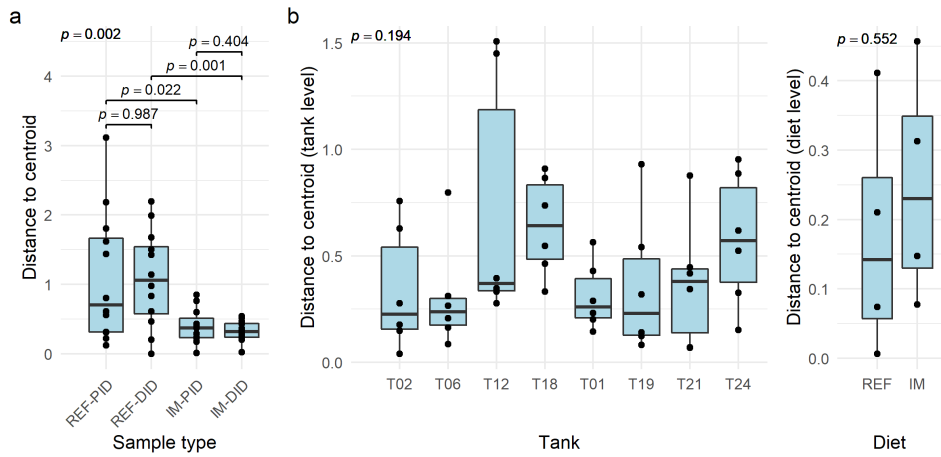 a
p = 0.002
p = 0.404
p = 0.001
p = 0.022
p = 0.987
Distance to centroid
4
3
2
1
0
REF-PID
REF-DID
IM-PID
IM-DID
Sample type
b
p = 0.194
Distance to centroid (tank level)
1.5
1.0
0.5
0.0
T02
T06
T12
T18
T01
T19
T21
T24
Tank
p = 0.552
Distance to centroid (diet level)
0.4
0.3
0.2
0.1
0.0
REF
IM
Diet